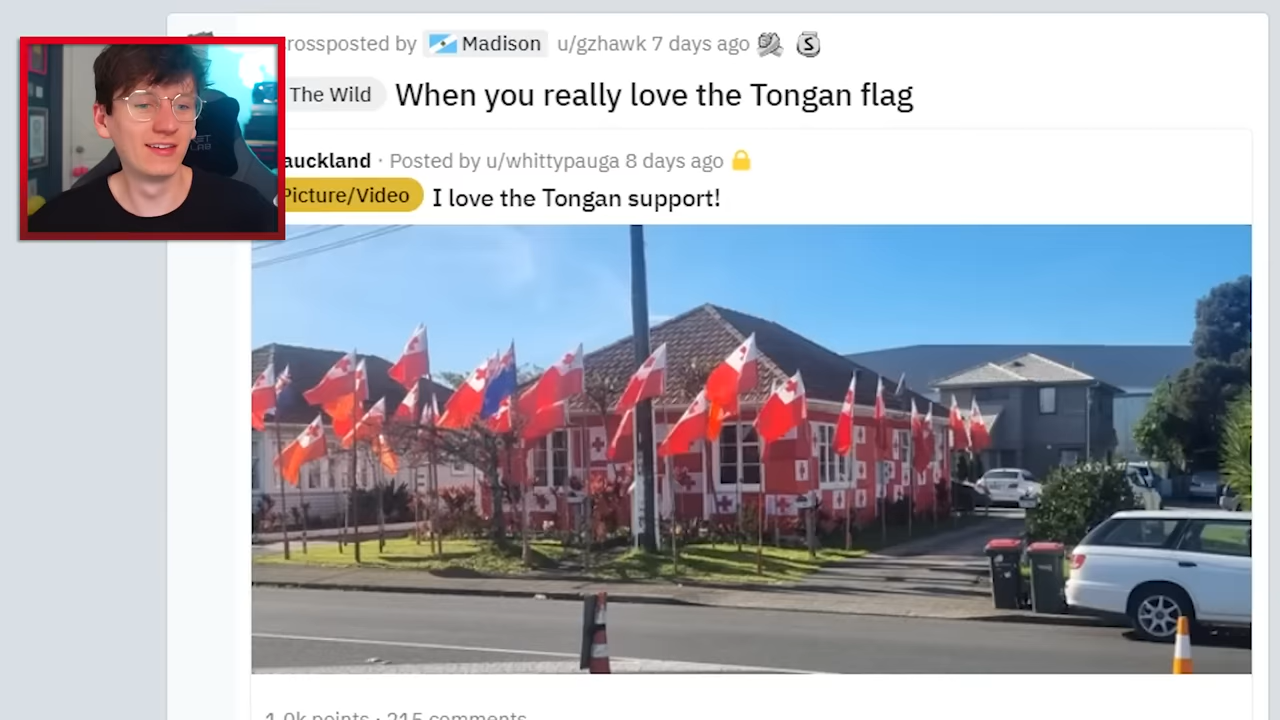 rossposted by Madison u/gzhawk 7 days ago
The Wild When you really love the Tongan flag
auckland · Posted by u/whittypauga 8 days ago
Picture/Video I love the Tongan support!
1.0k points · 215 comments